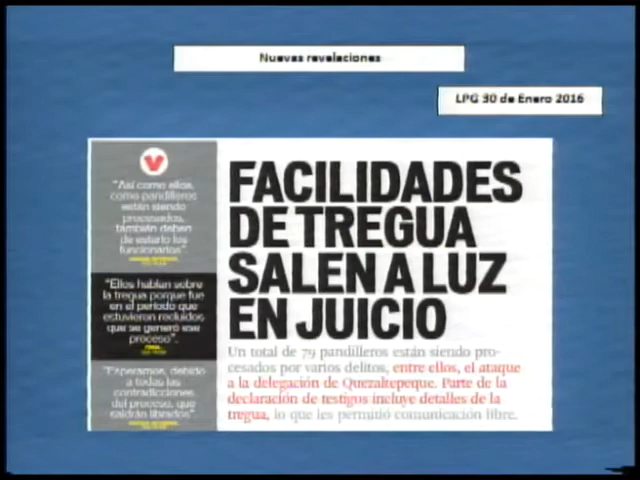 Nuevas revelaciones
LPG 30 de Enero 2016
"Así como ellos,
como pandilleros
están siendo
procesados,
también deben
de estarlo los
funcionarios".
"Ellos hablan sobre
la tregua porque fue
en el período que
estuvieron recluidos
que se generó ese
proceso".
"Esperamos, debido
a todas las
contradicciones
del proceso, que
saldrán librados"
FACILIDADES
DE TREGUA
SALEN A LUZ
EN JUICIO
Un total de 79 pandilleros están siendo pro-
cesados por varios delitos, entre ellos, el ataque
a la delegación de Quezaltepeque. Parte de la
declaración de testigos incluye detalles de la
tregua, lo que les permitió comunicación libre.